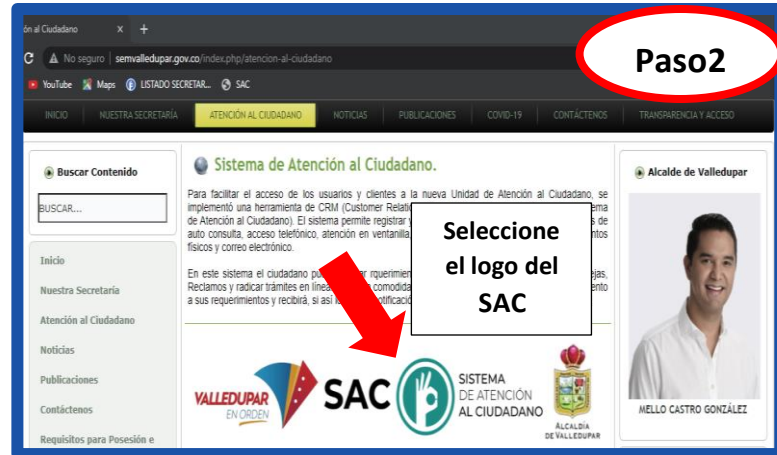 ón al Ciudadano X +
No seguro | semvalledupar.gov.co/index.php/atencion-al-ciudadano
Paso2
YouTube Maps LISTADO SECRETAR... SAC
INICIO NUESTRA SECRETARÍA ATENCIÓN AL CIUDADANO NOTICIAS PUBLICACIONES COVID-19 CONTÁCTENOS TRANSPARENCIA Y ACCESO
Buscar Contenido
BUSCAR...
Inicio
Nuestra Secretaría
Atención al Ciudadano
Noticias
Publicaciones
Contáctenos
Requisitos para Posesión e
Sistema de Atención al Ciudadano.
Para facilitar el acceso de los usuarios y clientes a la nueva Unidad de Atención al Ciudadano, se
implementó una herramienta de CRM (Customer Relatio
de Atención al Ciudadano). El sistema permite registrar
auto consulta, acceso telefónico, atención en ventanilla,
físicos y correo electrónico.
En este sistema el ciudadano
Reclamos y radicar trámites en línea comodida
a sus requerimientos y recibirá, si así
Seleccione
el logo del
SAC
VALLEDUPAR
EN ORDEN
SAC
SISTEMA
DE ATENCIÓN
AL CIUDADANO
ALCALDÍA
DE VALLEDUPAR
Alcalde de Valledupar
MELLO CASTRO GONZÁLEZ